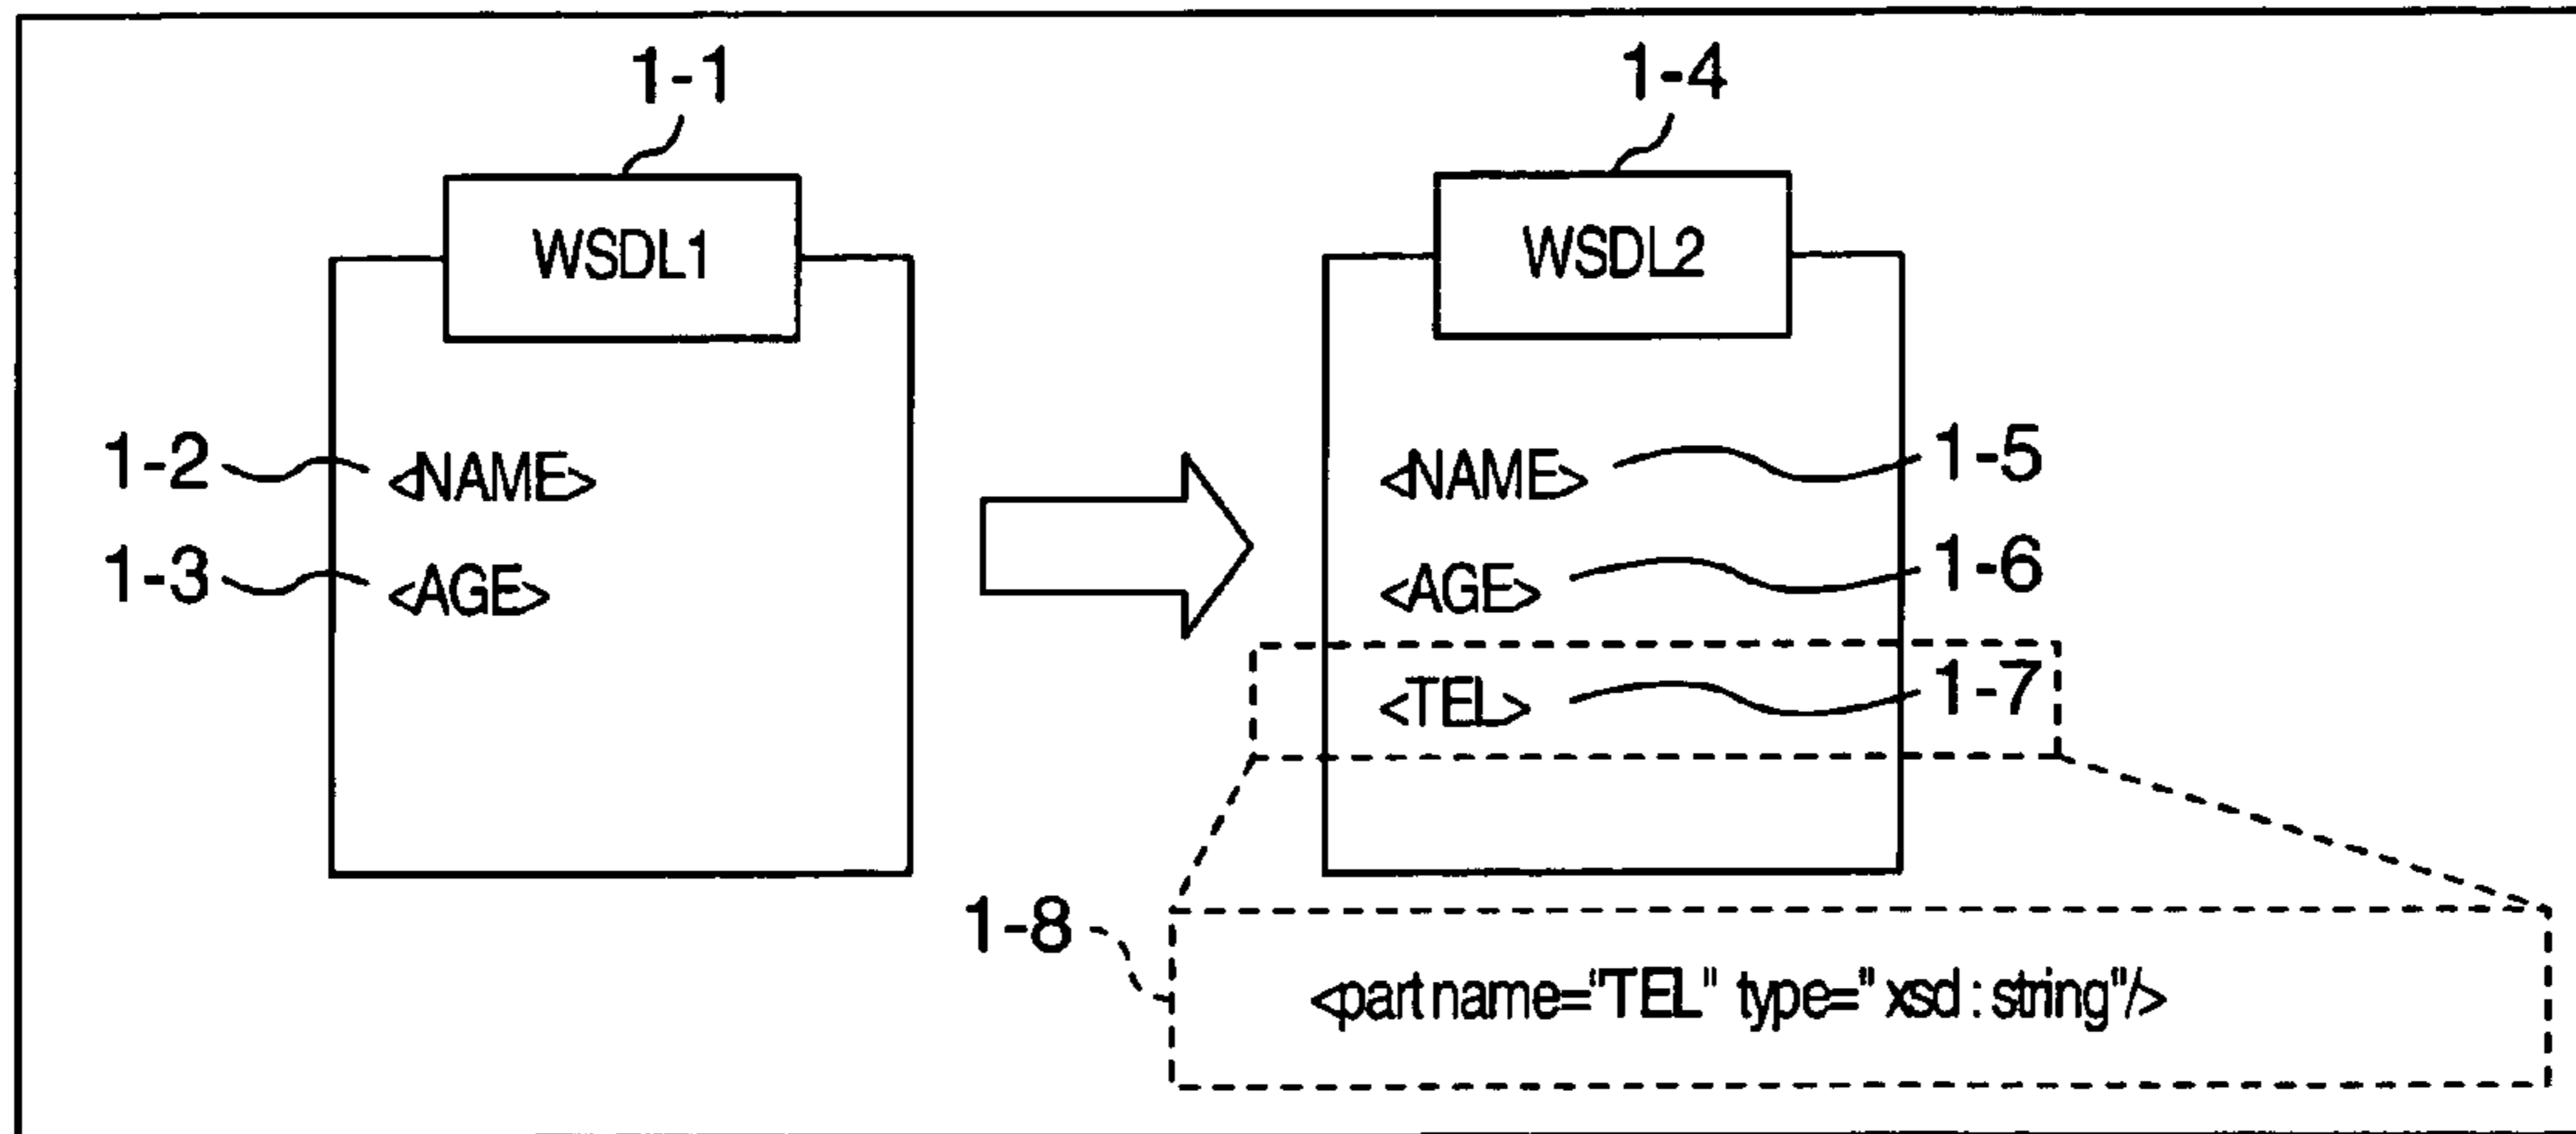 1-1
WSDL1
1-2 <NAME>
1-3 <AGE>
1-4
WSDL2
<NAME> 1-5
<AGE> 1-6
<TEL> 1-7
1-8
<part name="TEL" type="xsd:string"/>